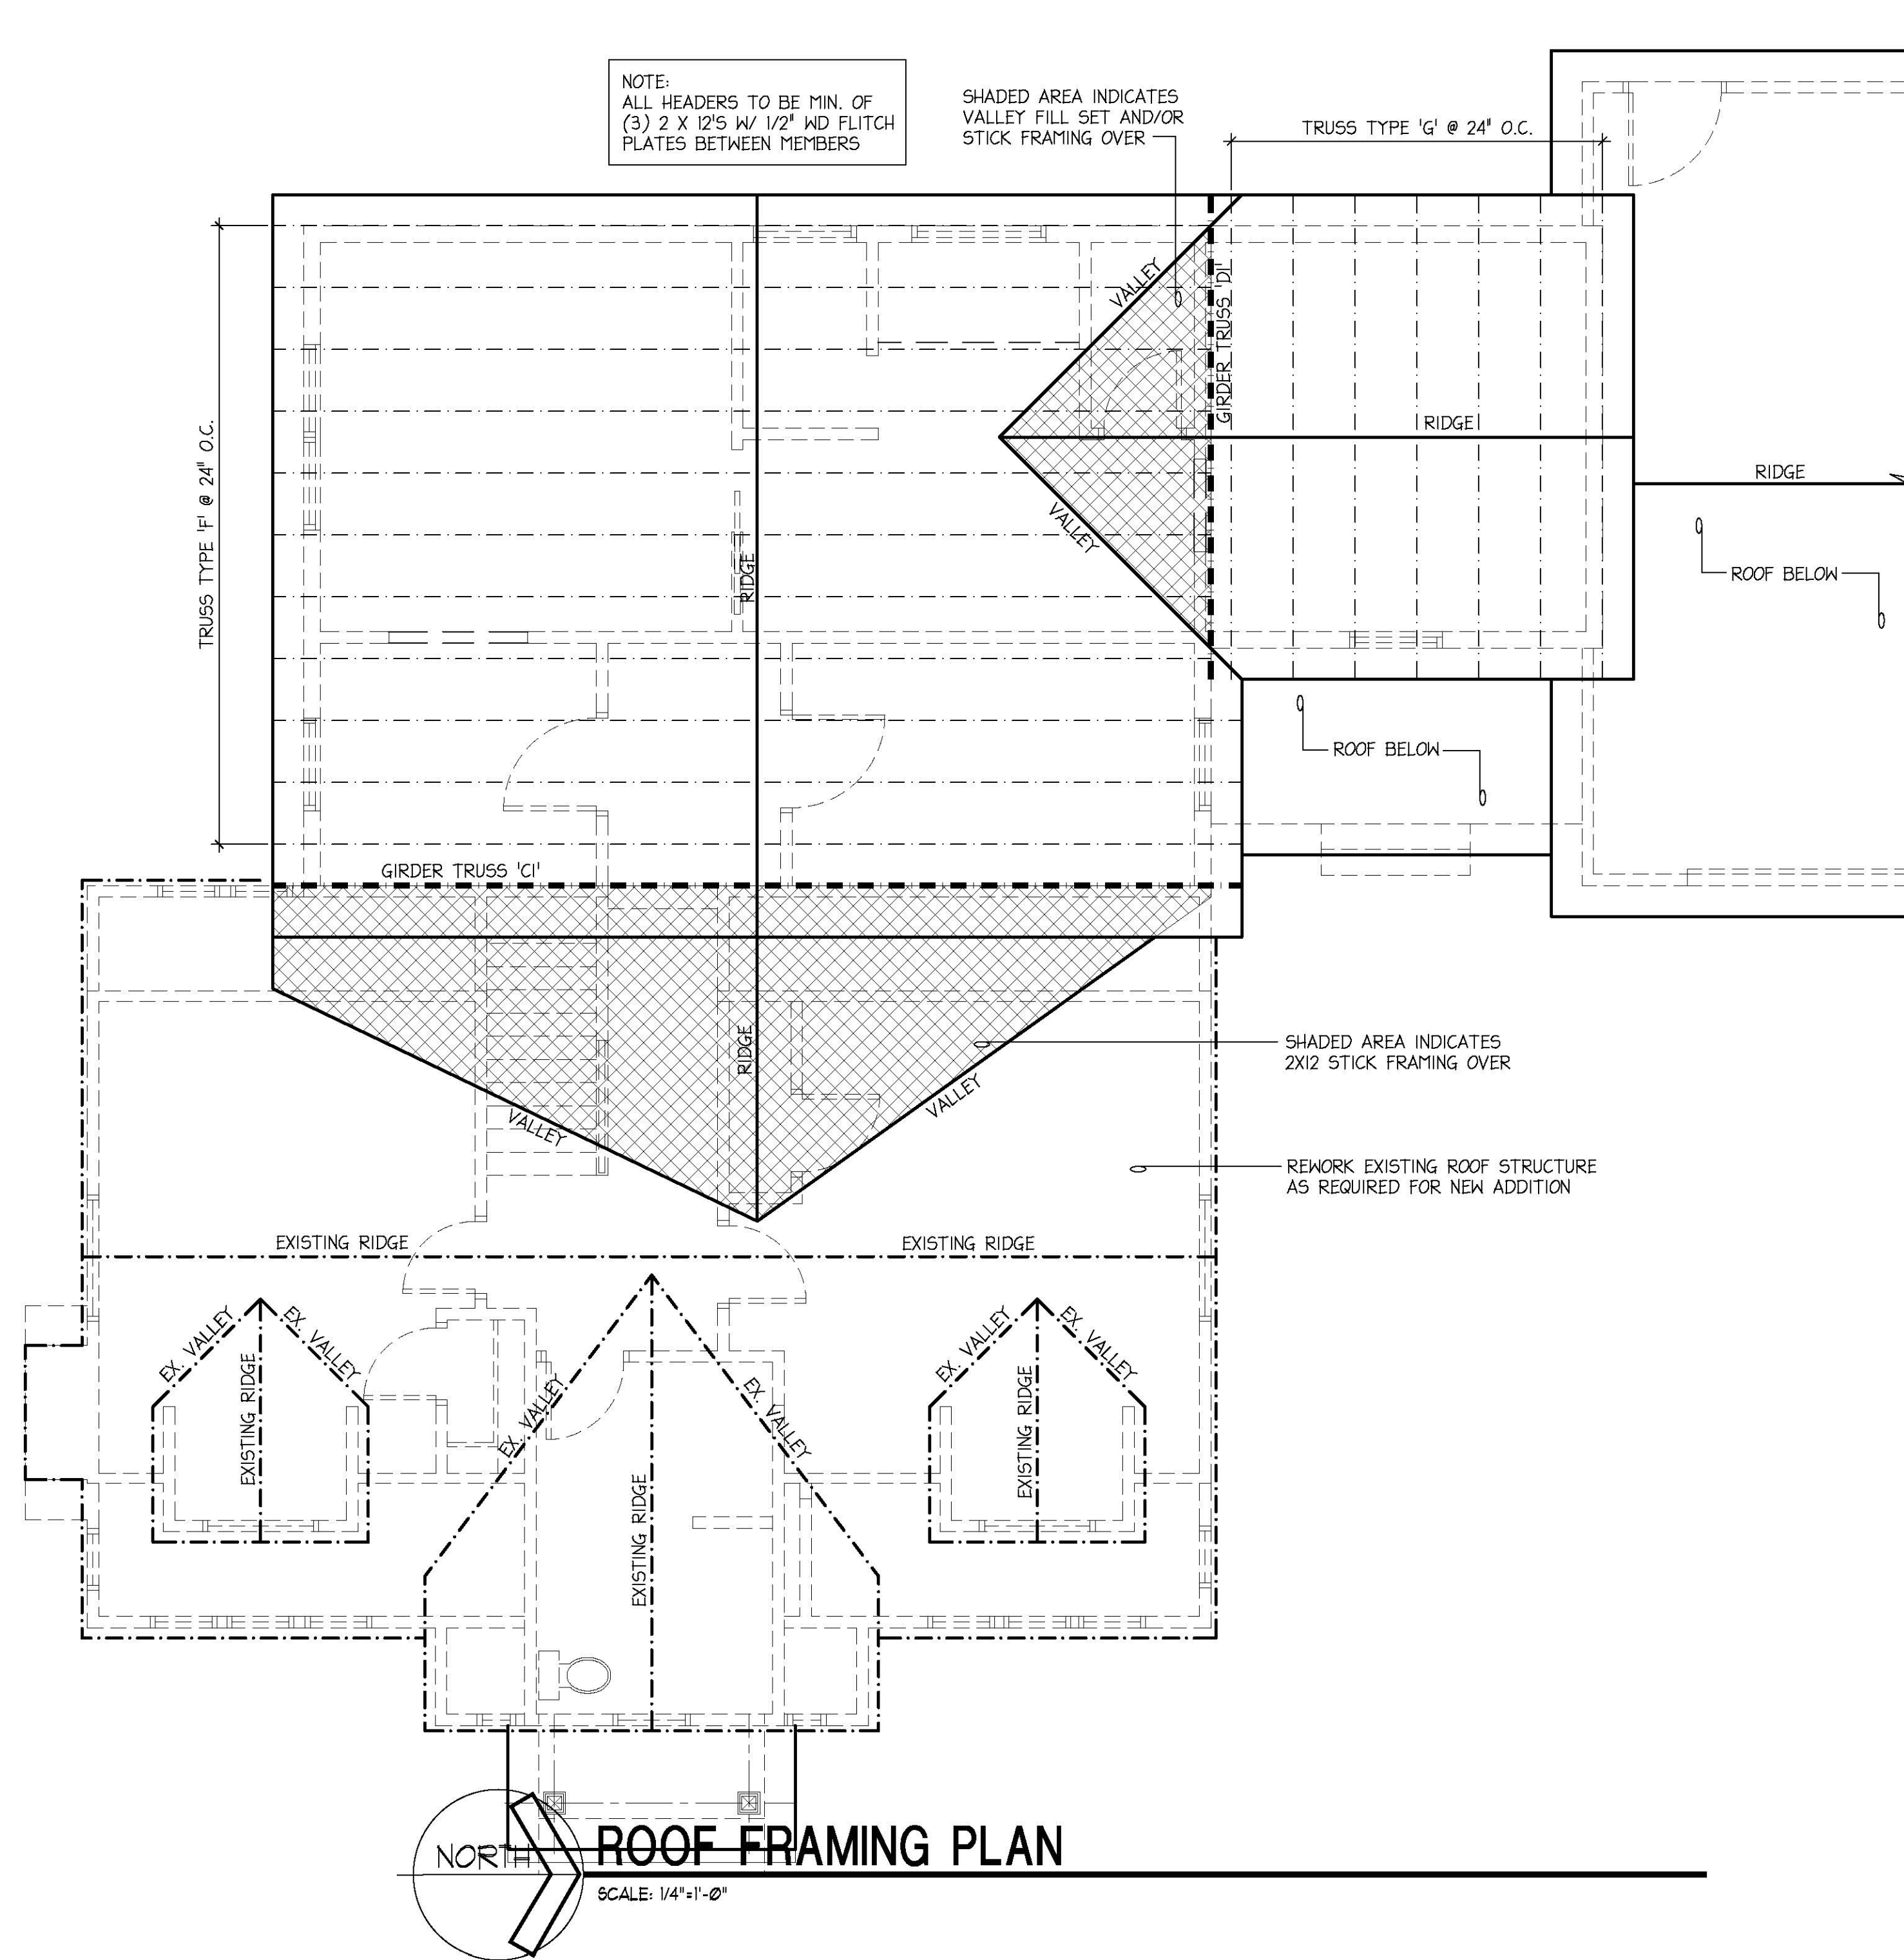 NOTE:
ALL HEADERS TO BE MIN. OF
(3) 2 X 12'S W/ 1/2" WD FLITCH
PLATES BETWEEN MEMBERS
SHADED AREA INDICATES
VALLEY FILL SET AND/OR
STICK FRAMING OVER
TRUSS TYPE 'G' @ 24" O.C.
TRUSS TYPE 'F' @ 24" O.C.
VALLEY
GIRDER TRUSS 'D1'
RIDGE
RIDGE
VALLEY
RIDGE
ROOF BELOW
ROOF BELOW
GIRDER TRUSS 'C1'
RIDGE
SHADED AREA INDICATES
2X12 STICK FRAMING OVER
VALLEY
VALLEY
REWORK EXISTING ROOF STRUCTURE
AS REQUIRED FOR NEW ADDITION
EXISTING RIDGE
EXISTING RIDGE
EX. VALLEY
EX. VALLEY
EXISTING RIDGE
EX. VALLEY
EX. VALLEY
EXISTING RIDGE
EX. VALLEY
EX. VALLEY
EXISTING RIDGE
NORTH
ROOF FRAMING PLAN
SCALE: 1/4"=1'-0"